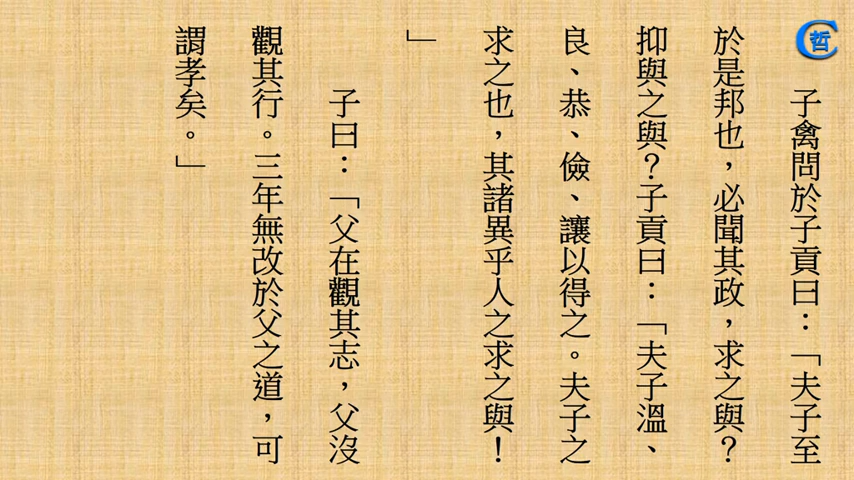 哲
子禽問於子貢曰：「夫子至
於是邦也，必聞其政，求之與？
抑與之與？子貢曰：「夫子溫、
良、恭、儉、讓以得之。夫子之
求之也，其諸異乎人之求之與！
」
子曰：「父在觀其志，父沒
觀其行。三年無改於父之道，可
謂孝矣。」